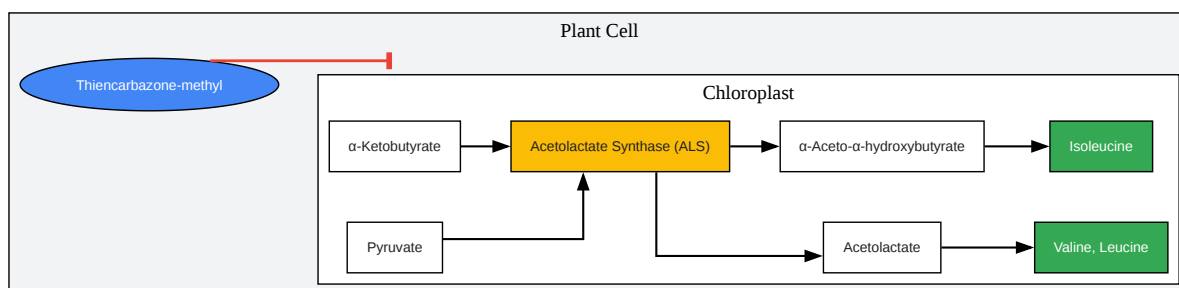 Plant Cell
Thiencarbazone-methyl
Chloroplast
α-Ketobutyrate
Acetolactate Synthase (ALS)
α-Aceto-α-hydroxybutyrate
Isoleucine
Pyruvate
Acetolactate
Valine, Leucine